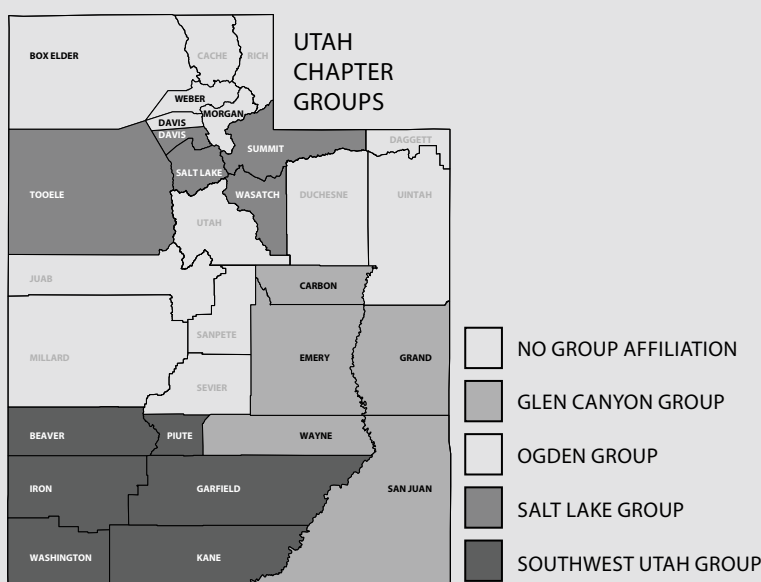 UTAH
CHAPTER
GROUPS
BOX ELDER
CACHE
RICH
WEBER
MORGAN
DAVIS
DAVIS
SUMMIT
DAGGETT
SALT LAKE
TOOELE
WASATCH
DUCHESNE
UINTAH
UTAH
JUAB
CARBON
SANPETE
MILLARD
EMERY
GRAND
SEVIER
BEAVER
PIUTE
WAYNE
IRON
GARFIELD
SAN JUAN
WASHINGTON
KANE
NO GROUP AFFILIATION
GLEN CANYON GROUP
OGDEN GROUP
SALT LAKE GROUP
SOUTHWEST UTAH GROUP